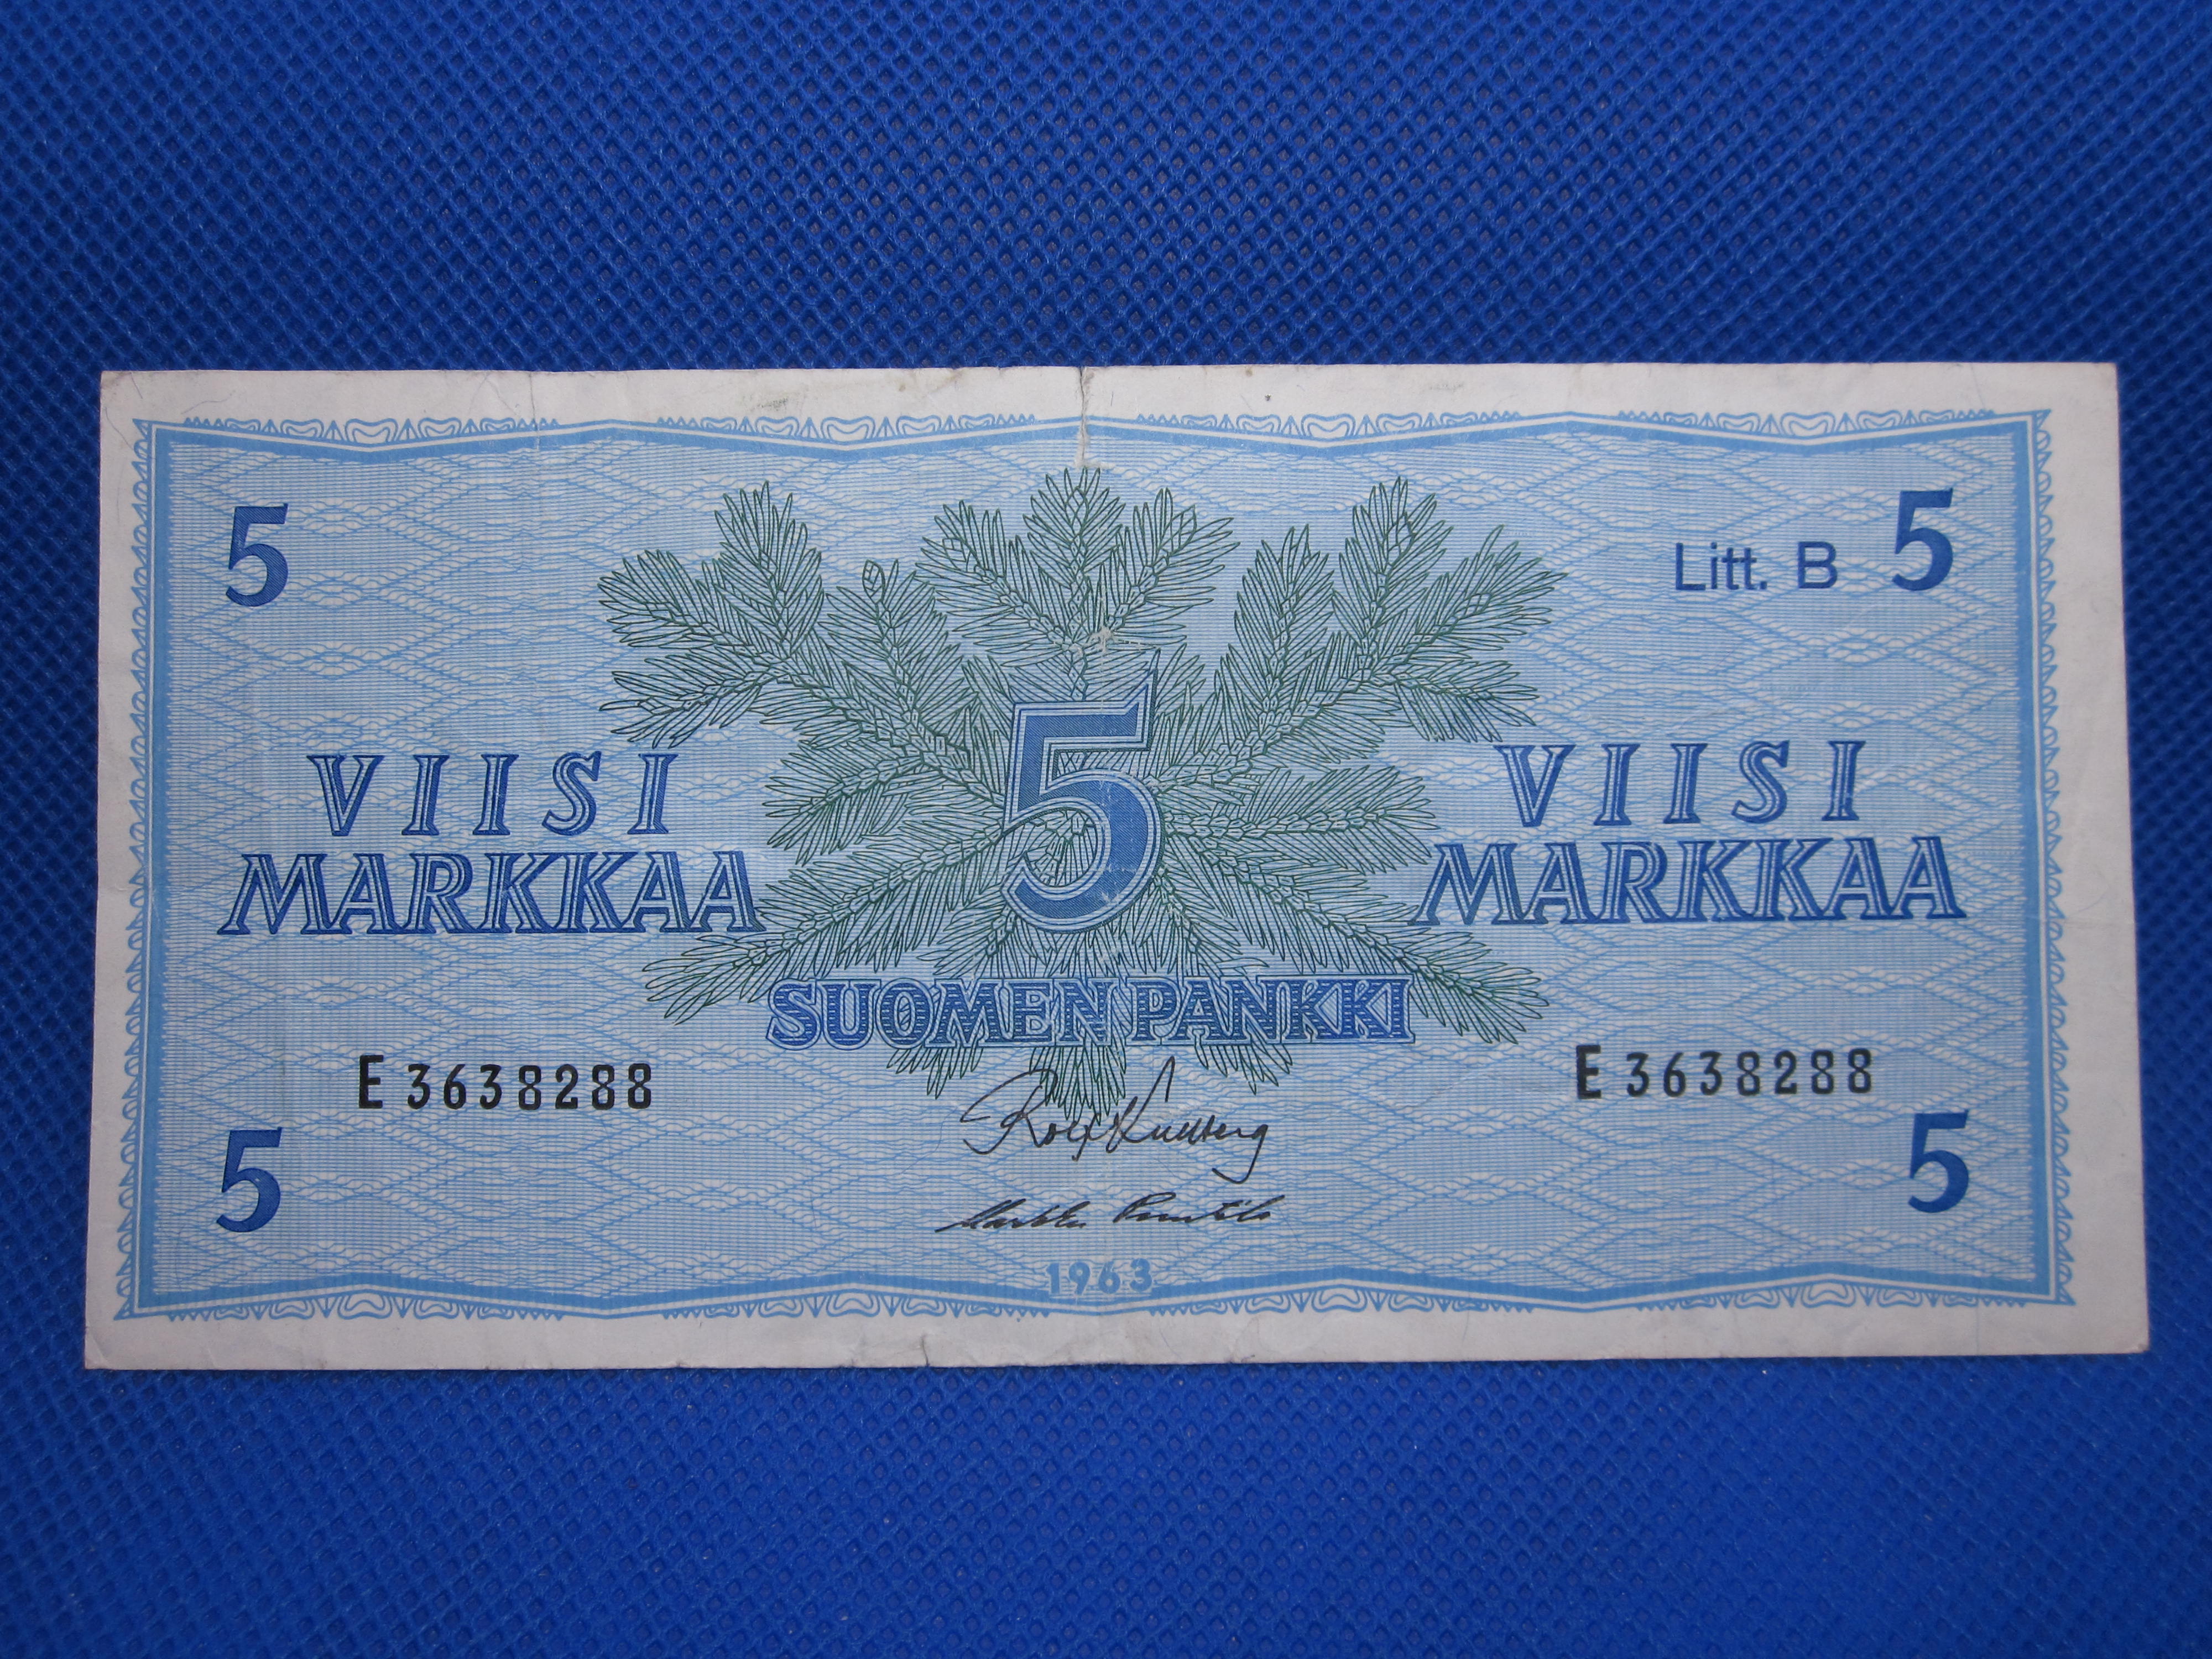 5
Litt. B 5
5
VIISI
MARKKAA
VIISI
MARKKAA
SUOMEN PANKKI
E 3638288
E 3638288
5
5
1963